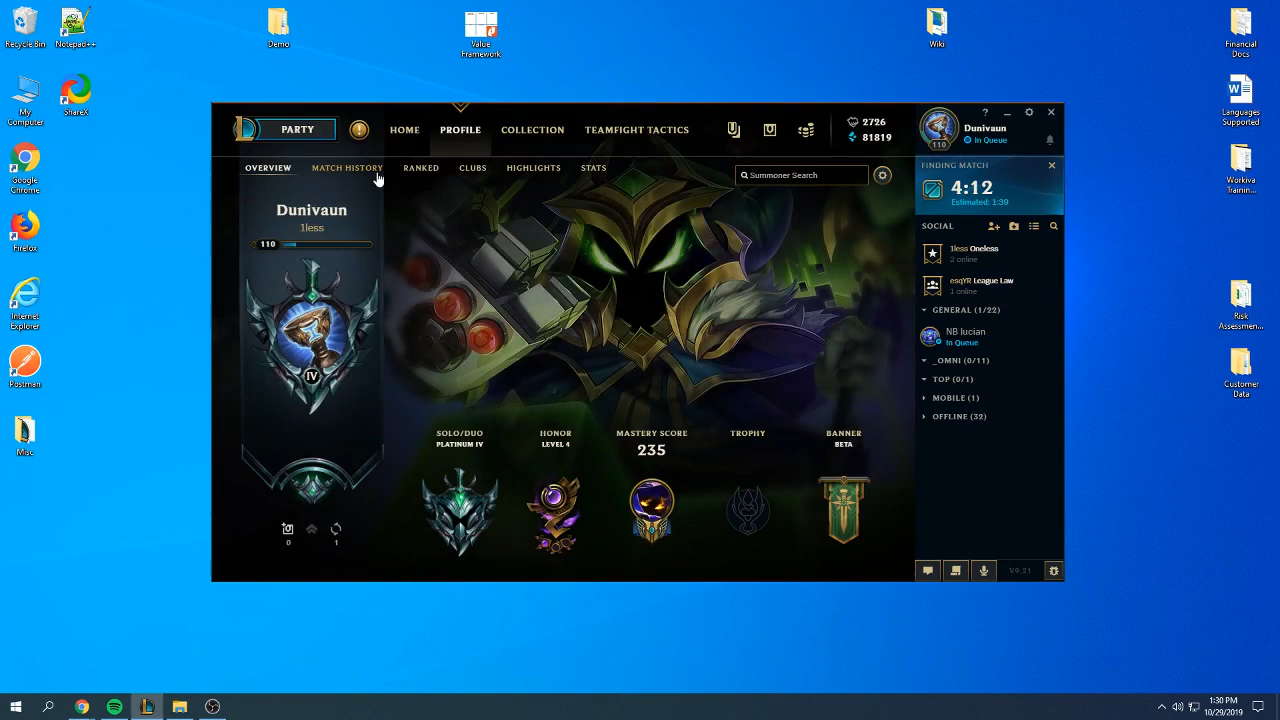 Recycle Bin
Notepad++
My Computer
ShareX
Google Chrome
Firefox
Internet Explorer
Postman
Misc
Demo
Value Framework
Wiki
Financial Docs
Languages Supported
Workiva Trainin...
Risk Assessmen...
Customer Data
PARTY
HOME
PROFILE
COLLECTION
TEAMFIGHT TACTICS
2726
81819
OVERVIEW
MATCH HISTORY
RANKED
CLUBS
HIGHLIGHTS
STATS
Summoner Search
Dunivaun
1less
110
IV
0
1
SOLO/DUO
PLATINUM IV
HONOR
LEVEL 4
MASTERY SCORE
235
TROPHY
BANNER
BETA
?
110
Dunivaun
In Queue
FINDING MATCH
4:12
Estimated: 1:39
SOCIAL
1less Oneless
2 online
esqYR League Law
1 online
GENERAL (1/22)
NB lucian
In Queue
_OMNI (0/11)
TOP (0/1)
MOBILE (1)
OFFLINE (32)
V9.21
1:30 PM
10/29/2019